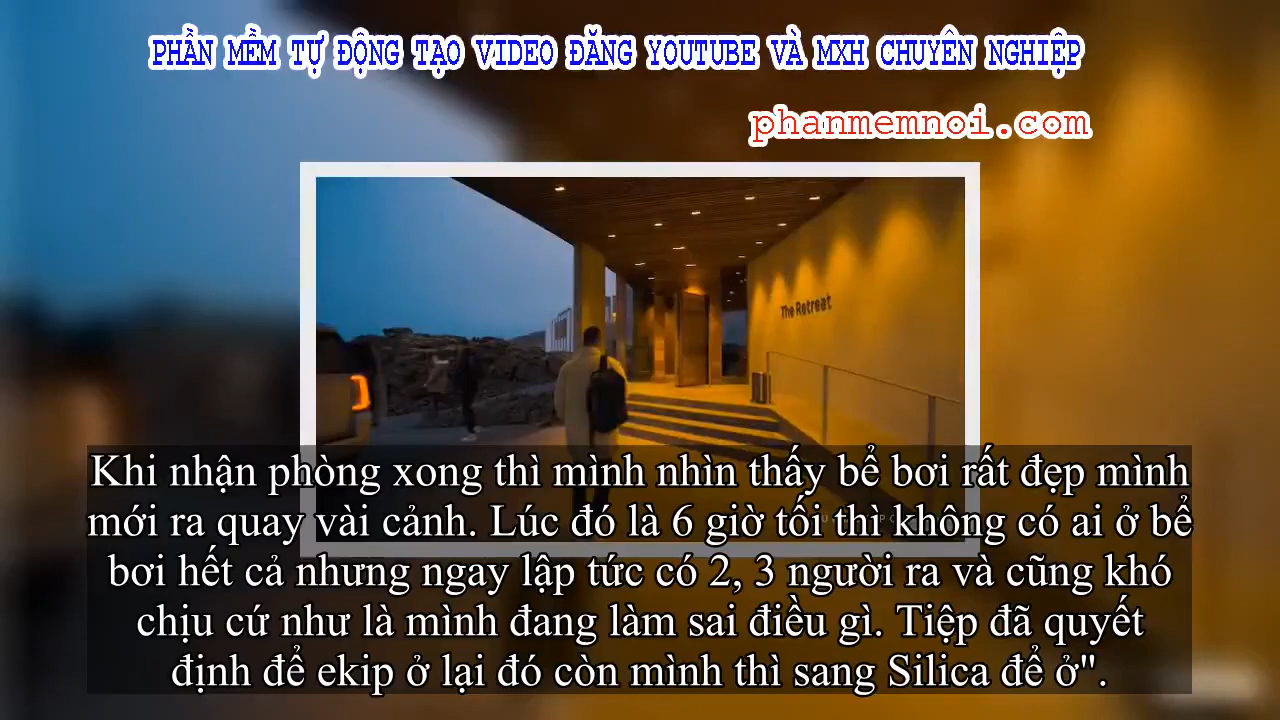 PHẦN MỀM TỰ ĐỘNG TẠO VIDEO ĐĂNG YOUTUBE VÀ MXH CHUYÊN NGHIỆP
phanmemnoi.com
The Retreat
Khi nhận phòng xong thì mình nhìn thấy bể bơi rất đẹp mình
mới ra quay vài cảnh. Lúc đó là 6 giờ tối thì không có ai ở bể
bơi hết cả nhưng ngay lập tức có 2, 3 người ra và cũng khó
chịu cứ như là mình đang làm sai điều gì. Tiệp đã quyết
định để ekip ở lại đó còn mình thì sang Silica để ở".